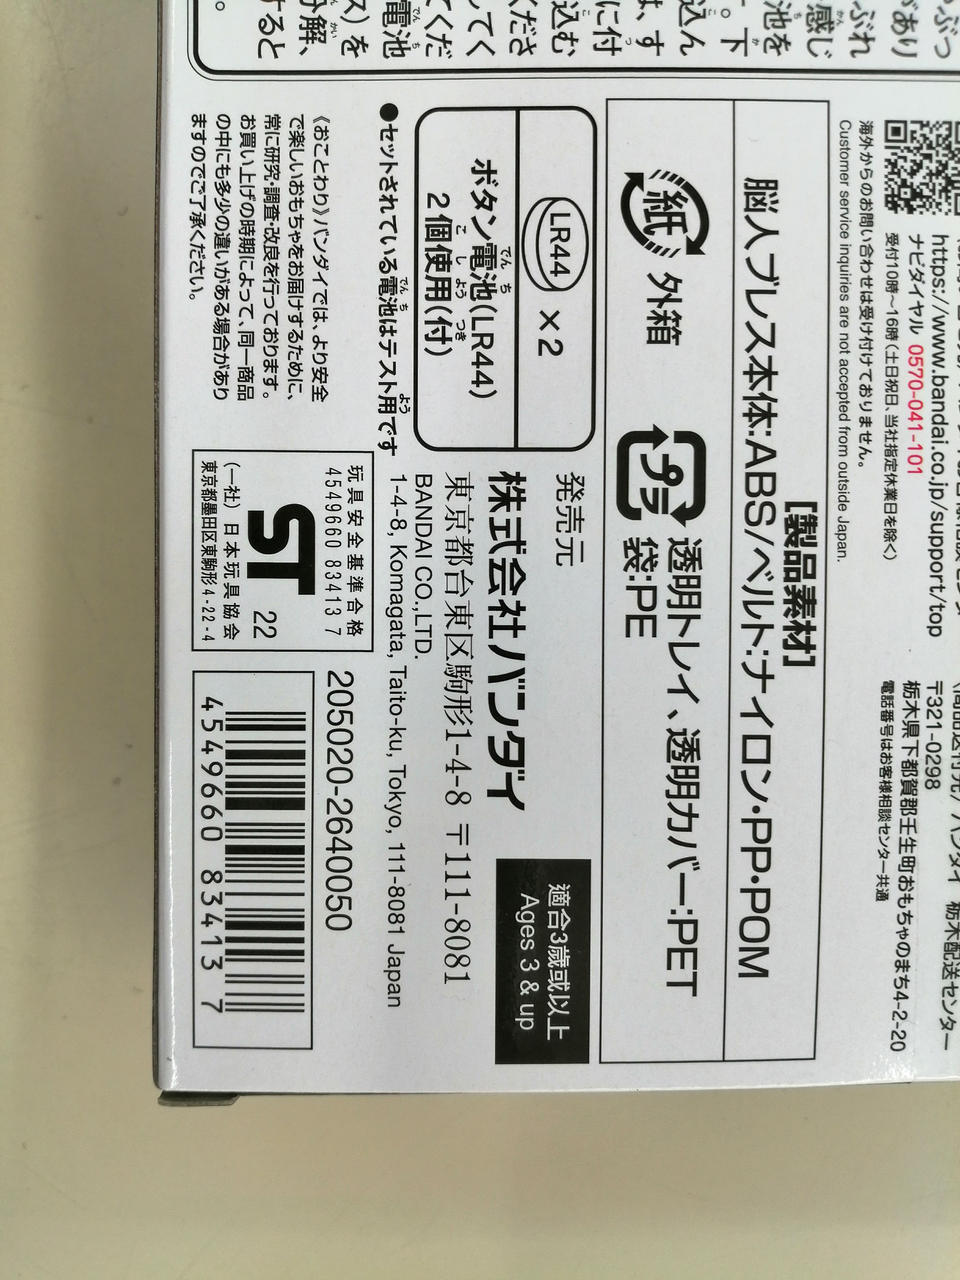 https://www.bandai.co.jp/support/top
ナビダイヤル 0570-041-101
受付10時〜16時(土日祝日、当社指定休業日を除く)
海外からのお問い合わせは受け付けておりません。
Customer service inquiries are not accepted from outside Japan.
〒321-0298
栃木県下都賀郡壬生町おもちゃのまち4-2-20
電話番号はお客様相談センター共通
[製品素材]
脳人ブレス本体:ABS/ベルト:ナイロン・PP・POM
紙 外箱
プラ 透明トレイ、透明カバー:PET
袋:PE
LR44 ×2
ボタン電池(LR44)
2個使用(付)
●セットされている電池はテスト用です
《おことわり》バンダイでは、より安全
で楽しいおもちゃをお届けするために、
常に研究・調査・改良を行っております。
お買い上げの時期によって、同一商品
の中にも多少の違いがある場合があり
ますのでご了承ください。
発売元
株式会社バンダイ
東京都台東区駒形1-4-8 〒111-8081
BANDAI CO.,LTD.
1-4-8, Komagata, Taito-ku, Tokyo, 111-8081 Japan
適合3歳或以上
Ages 3 & up
玩具安全基準合格
4549660 83413 7
ST 22
(一社)日本玩具協会
東京都墨田区東駒形4-22-4
205020-2640050
4549660 83413 7